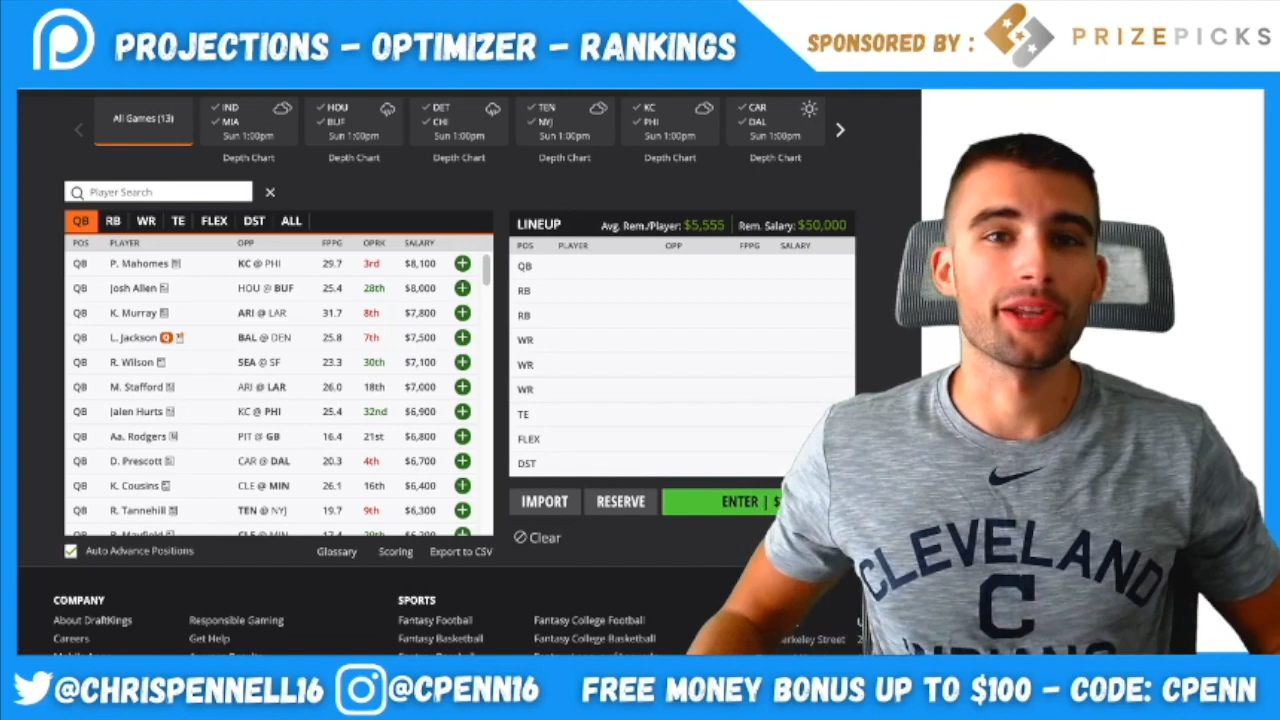 PROJECTIONS - OPTIMIZER - RANKINGS
SPONSORED BY :
PRIZEPICKS
All Games (13)
IND
MIA
Sun 1:00pm
Depth Chart
HOU
BUF
Sun 1:00pm
Depth Chart
DET
CHI
Sun 1:00pm
Depth Chart
TEN
NYJ
Sun 1:00pm
Depth Chart
KC
PHI
Sun 1:00pm
Depth Chart
CAR
DAL
Sun 1:00pm
Depth Chart
Player Search
QB RB WR TE FLEX DST ALL
POS PLAYER OPP FPPG OPRK SALARY
QB P. Mahomes KC @ PHI 29.7 3rd $8,100
QB Josh Allen HOU @ BUF 25.4 28th $8,000
QB K. Murray ARI @ LAR 31.7 8th $7,800
QB L. Jackson Q BAL @ DEN 25.8 7th $7,500
QB R. Wilson SEA @ SF 23.3 30th $7,100
QB M. Stafford ARI @ LAR 26.0 18th $7,000
QB Jalen Hurts KC @ PHI 25.4 32nd $6,900
QB Aa. Rodgers PIT @ GB 16.4 21st $6,800
QB D. Prescott CAR @ DAL 20.3 4th $6,700
QB K. Cousins CLE @ MIN 26.1 16th $6,400
QB R. Tannehill TEN @ NYJ 19.7 9th $6,300
Auto Advance Positions
Glossary Scoring Export to CSV
LINEUP Avg. Rem./Player: $5,555 Rem. Salary: $50,000
POS PLAYER OPP FPPG SALARY
QB
RB
RB
WR
WR
WR
TE
FLEX
DST
IMPORT RESERVE ENTER | $
Clear
COMPANY
About DraftKings Responsible Gaming
Careers Get Help
SPORTS
Fantasy Football Fantasy College Football
Fantasy Basketball Fantasy College Basketball
erkeley Street
CLEVELAND
C
@CHRISPENNELL16
@CPENN16
FREE MONEY BONUS UP TO $100 - CODE: CPENN